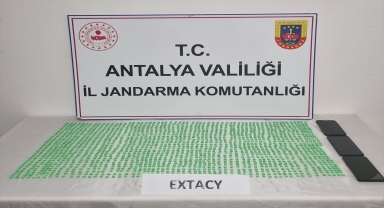 T.C.
ANTALYA VALİLİĞİ
İL JANDARMA KOMUTANLIĞI
EXTACY